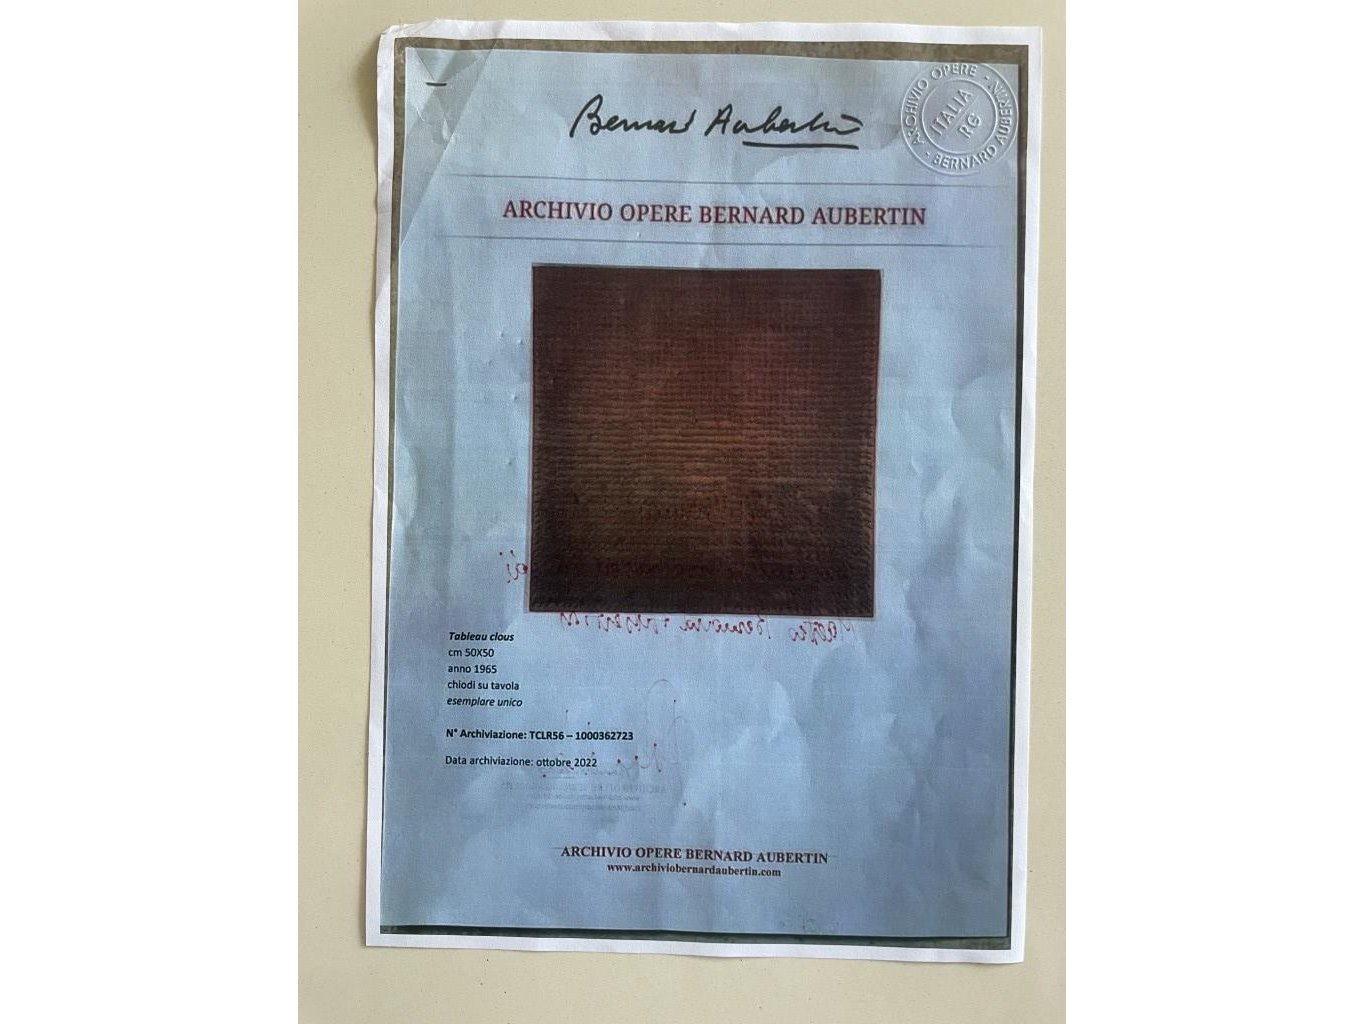 Bernard Aubertin
ARCHIVIO OPERE - BERNARD AUBERTIN -
ITALIA
RG
ARCHIVIO OPERE BERNARD AUBERTIN
Tableau clous
cm 50X50
anno 1965
chiodi su tavola
esemplare unico
N° Archiviazione: TCLR56 – 1000362723
Data archiviazione: ottobre 2022
ARCHIVIO OPERE BERNARD AUBERTIN
www.archiviobernardaubertin.com